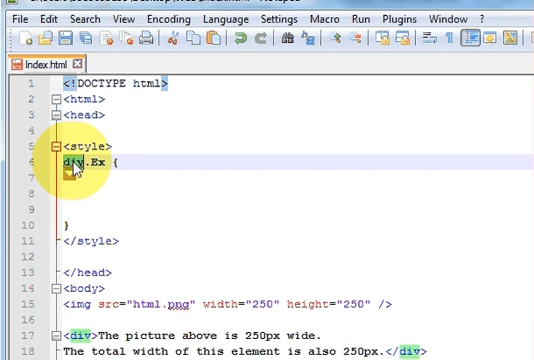 File Edit Search View Encoding Language Settings Macro Run Plugins Window ?
Index.html
1 <!DOCTYPE html>
2 <html>
3 <head>
4
5 <style>
6 div.Ex {
7
8
9
10 }
11 </style>
12
13 </head>
14 <body>
15 <img src="html.png" width="250" height="250" />
16
17 <div>The picture above is 250px wide.
18 The total width of this element is also 250px.</div>